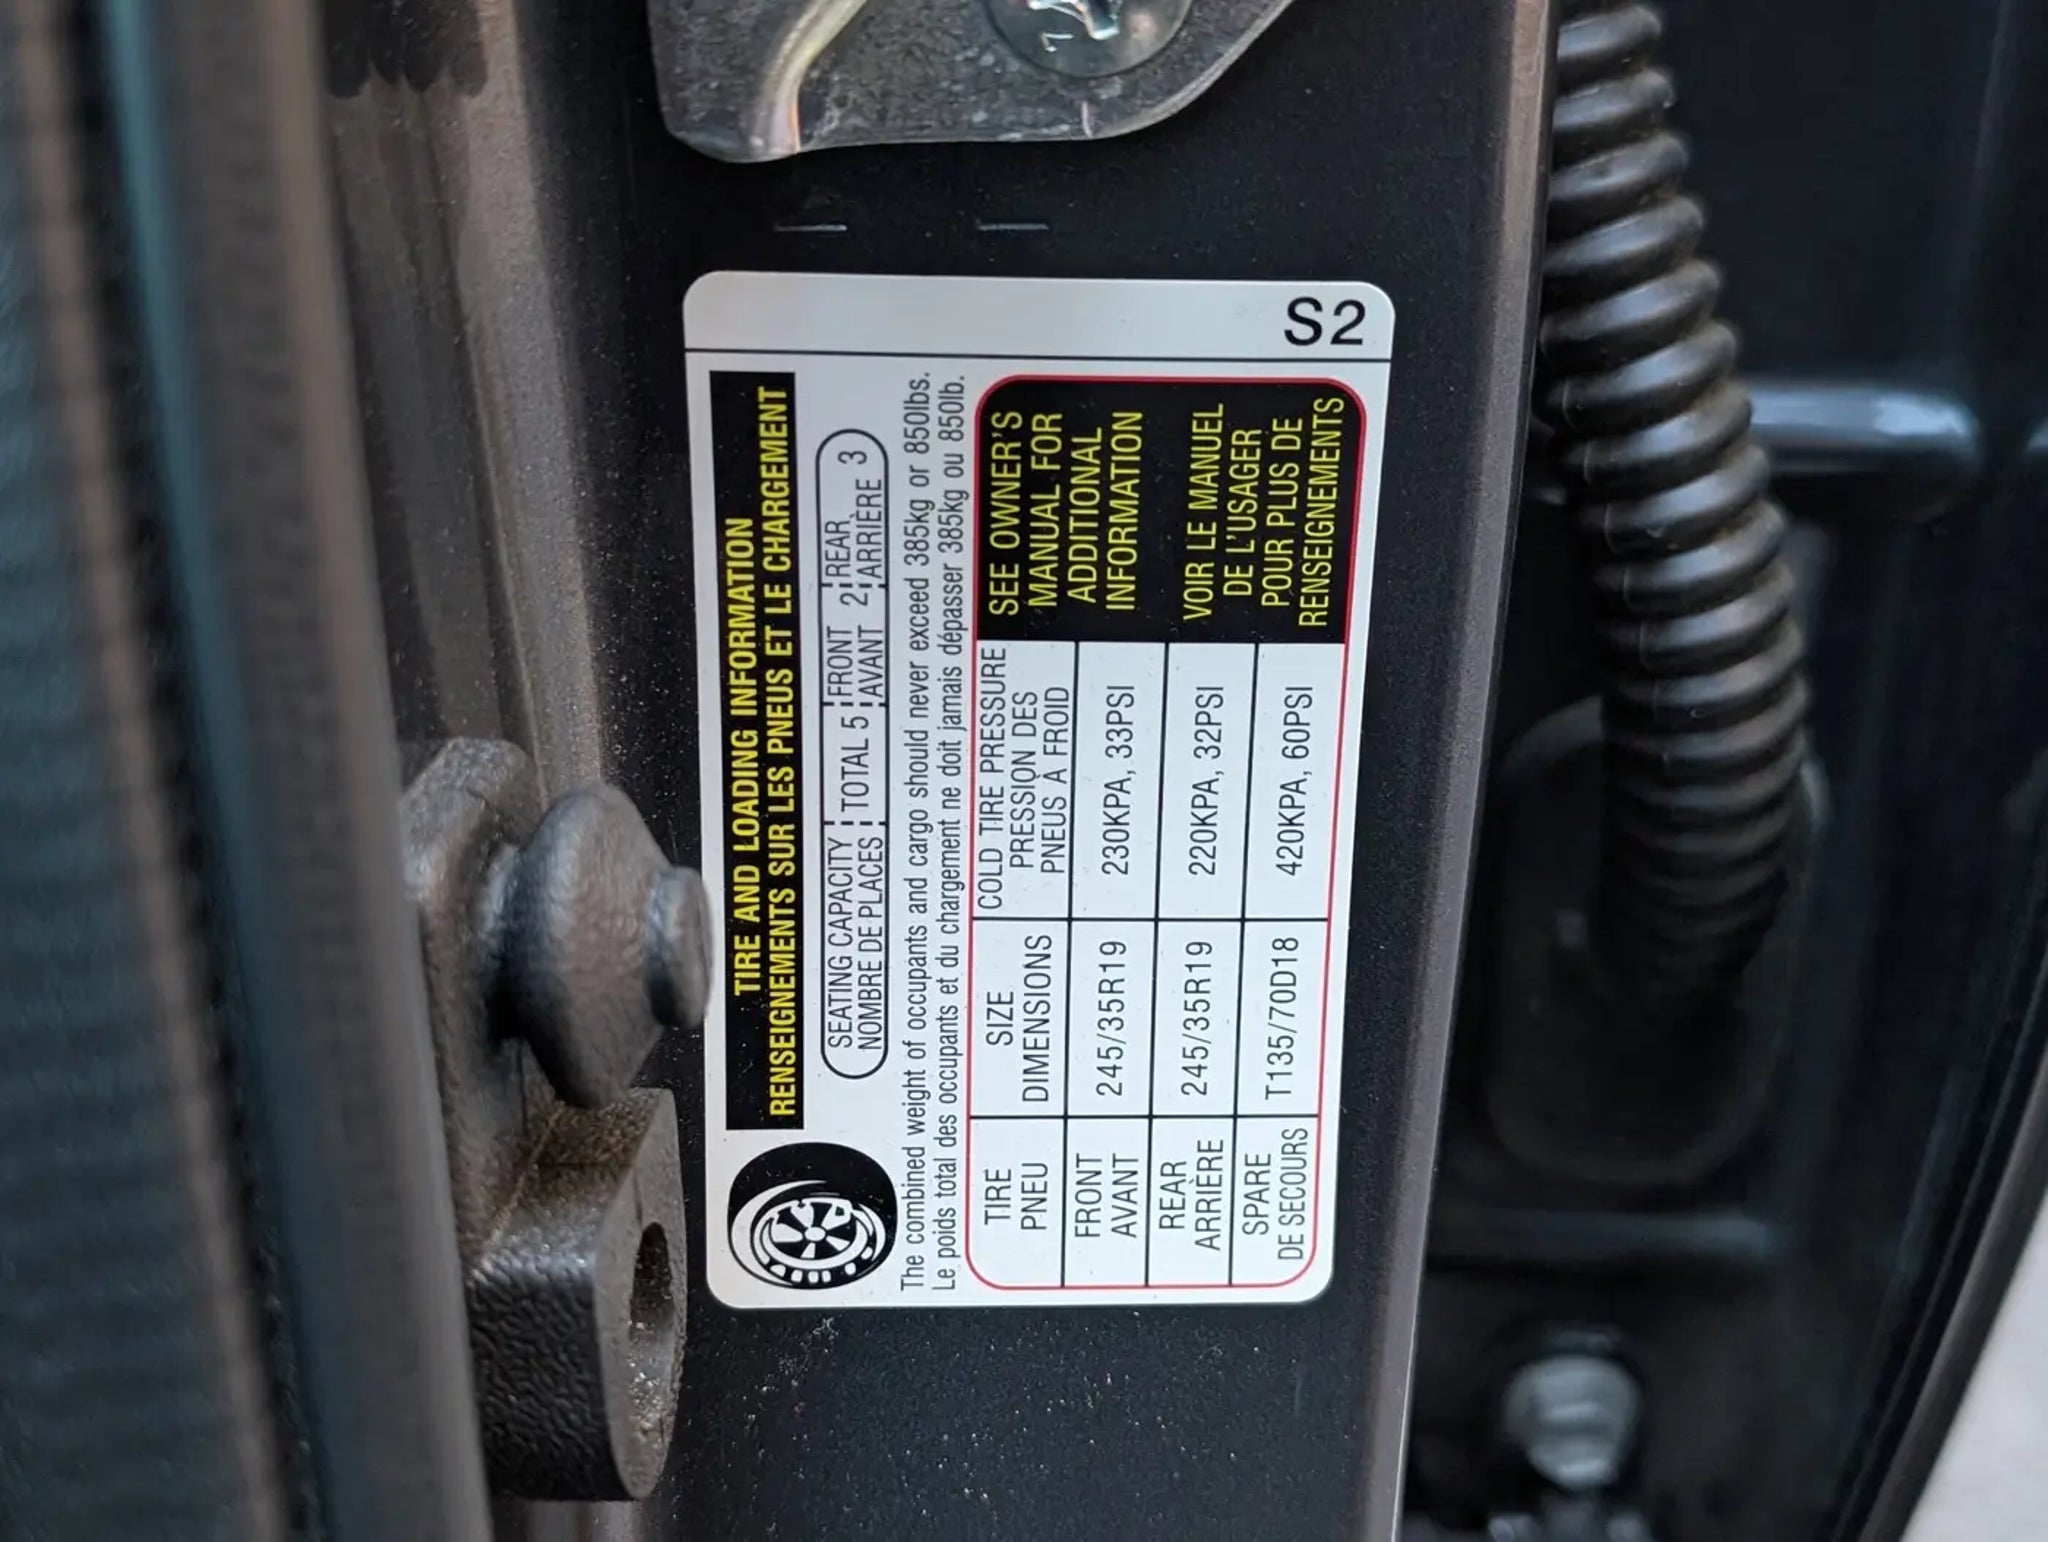 TIRE AND LOADING INFORMATION
RENSEIGNEMENTS SUR LES PNEUS ET LE CHARGEMENT
SEATING CAPACITY TOTAL 5 FRONT 2 REAR 3
NOMBRE DE PLACES AVANT ARRIÈRE
The combined weight of occupants and cargo should never exceed 385kg or 850lbs.
Le poids total des occupants et du chargement ne doit jamais dépasser 385kg ou 850lb.
TIRE
PNEU
SIZE
DIMENSIONS
COLD TIRE PRESSURE
PRESSION DES
PNEUS À FROID
FRONT
AVANT
245/35R19
230KPA, 33PSI
REAR
ARRIÈRE
245/35R19
220KPA, 32PSI
SPARE
DE SECOURS
T135/70D18
420KPA, 60PSI
SEE OWNER'S
MANUAL FOR
ADDITIONAL
INFORMATION
VOIR LE MANUEL
DE L'USAGER
POUR PLUS DE
RENSEIGNEMENTS
S2